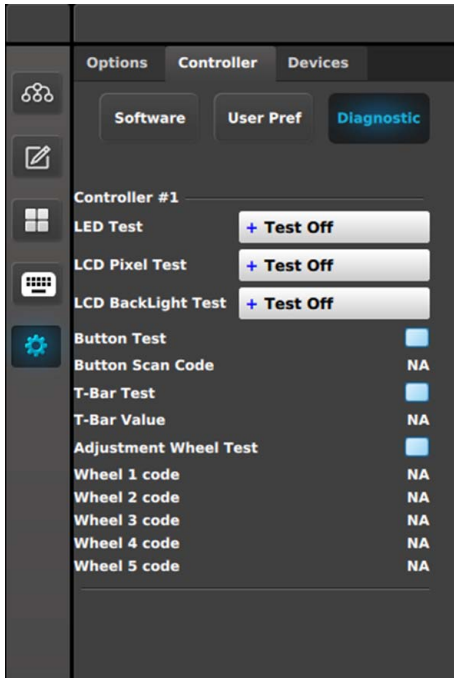 Options Controller Devices
Software User Pref Diagnostic
Controller #1
LED Test + Test Off
LCD Pixel Test + Test Off
LCD BackLight Test + Test Off
Button Test
Button Scan Code NA
T-Bar Test
T-Bar Value NA
Adjustment Wheel Test
Wheel 1 code NA
Wheel 2 code NA
Wheel 3 code NA
Wheel 4 code NA
Wheel 5 code NA